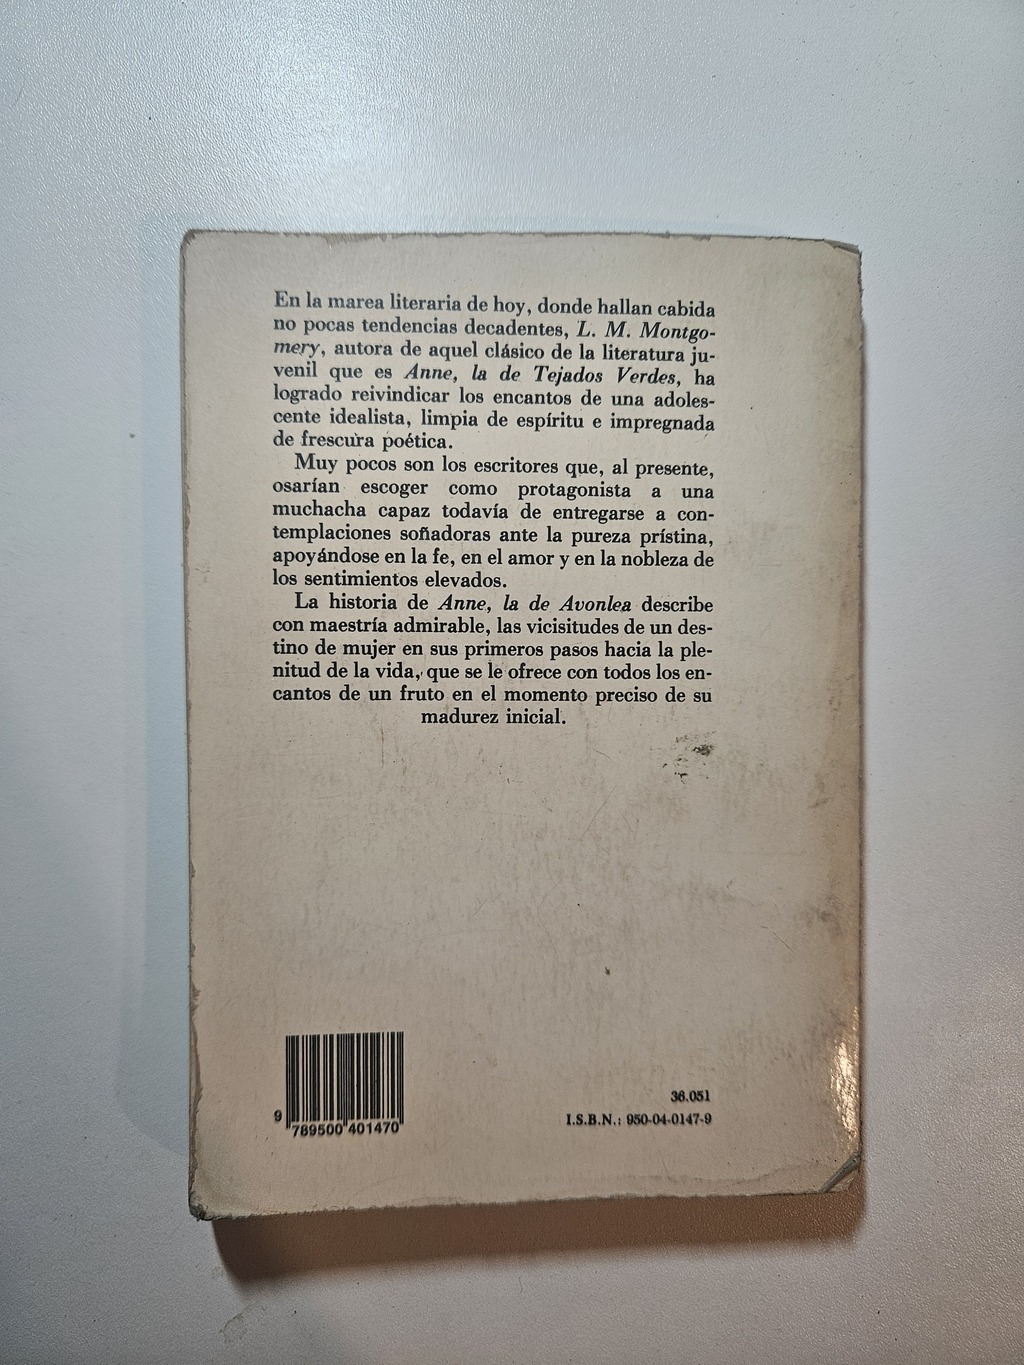 En la marea literaria de hoy, donde hallan cabida
no pocas tendencias decadentes, L. M. Montgo-
mery, autora de aquel clásico de la literatura ju-
venil que es Anne, la de Tejados Verdes, ha
logrado reivindicar los encantos de una adoles-
cente idealista, limpia de espíritu e impregnada
de frescura poética.
Muy pocos son los escritores que, al presente,
osarían escoger como protagonista a una
muchacha capaz todavía de entregarse a con-
templaciones soñadoras ante la pureza prístina,
apoyándose en la fe, en el amor y en la nobleza de
los sentimientos elevados.
La historia de Anne, la de Avonlea describe
con maestría admirable, las vicisitudes de un des-
tino de mujer en sus primeros pasos hacia la ple-
nitud de la vida, que se le ofrece con todos los en-
cantos de un fruto en el momento preciso de su
madurez inicial.
9 789500 401470
36.051
I.S.B.N.: 950-04-0147-9